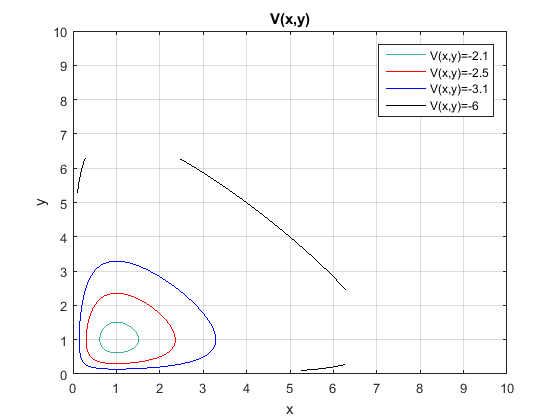 V(x,y)
V(x,y)=-2.1
V(x,y)=-2.5
V(x,y)=-3.1
V(x,y)=-6
10
9
8
7
6
5
4
3
2
1
0
y
0 1 2 3 4 5 6 7 8 9 10
x